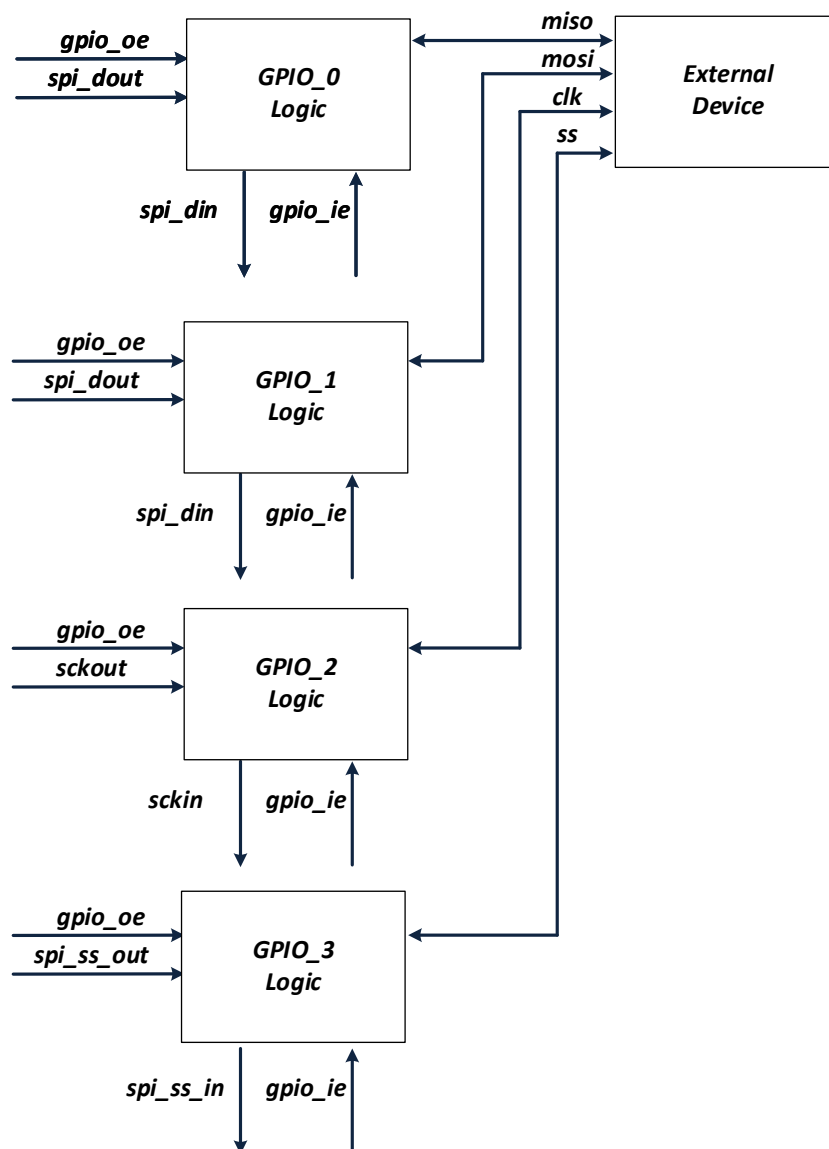 gpio_oe
spi_dout
GPIO_0
Logic
miso
mosi
clk
ss
External
Device
spi_din
gpio_ie
gpio_oe
spi_dout
GPIO_1
Logic
spi_din
gpio_ie
gpio_oe
sckout
GPIO_2
Logic
sckin
gpio_ie
gpio_oe
spi_ss_out
GPIO_3
Logic
spi_ss_in
gpio_ie